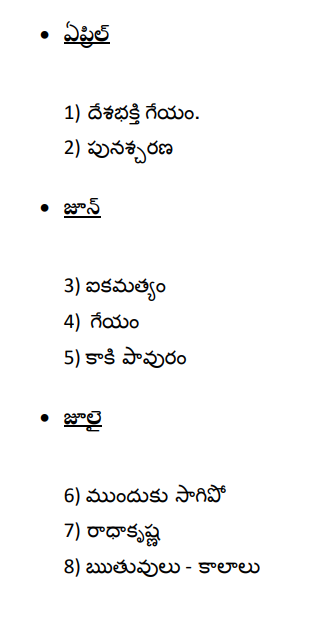 • ఏప్రిల్
1) దేశభక్తి గేయం.
2) పునశ్చరణ
• జూన్
3) ఐకమత్యం
4) గేయం
5) కాకి పావురం
• జూలై
6) ముందుకు సాగిపో
7) రాధాకృష్ణ
8) ఋతువులు - కాలాలు